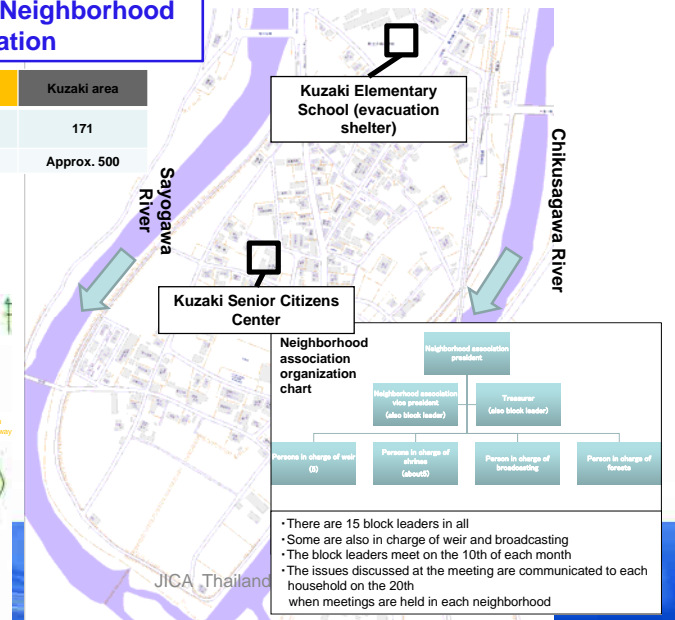 Neighborhood
ation
Kuzaki area
171
Approx. 500
Kuzaki Elementary
School (evacuation
shelter)
Sayogawa
River
Chikusagawa River
Kuzaki Senior Citizens
Center
Neighborhood
association
organization
chart
Neighborhood association
president
Neighborhood association
vice president
(also block leader)
Treasurer
(also block leader)
Persons in charge of weir
(5)
Persons in charge of
shrines
(about5)
Person in charge of
broadcasting
Person in charge of
forests
・There are 15 block leaders in all
・Some are also in charge of weir and broadcasting
・The block leaders meet on the 10th of each month
・The issues discussed at the meeting are communicated to each
household on the 20th
when meetings are held in each neighborhood
JICA Thailand